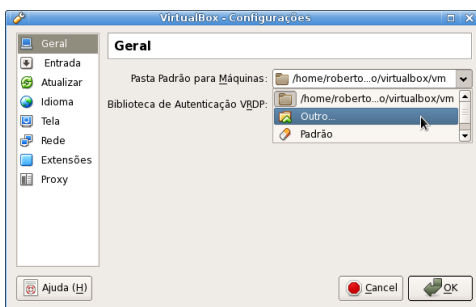 VirtualBox - Configurações
Geral
Entrada
Atualizar
Idioma
Tela
Rede
Extensões
Proxy
Geral
Pasta Padrão para Máquinas: /home/roberto...o/virtualbox/vm
Biblioteca de Autenticação VRDP:
/home/roberto...o/virtualbox/vm
Outro...
Padrão
Ajuda (H)
Cancel
OK